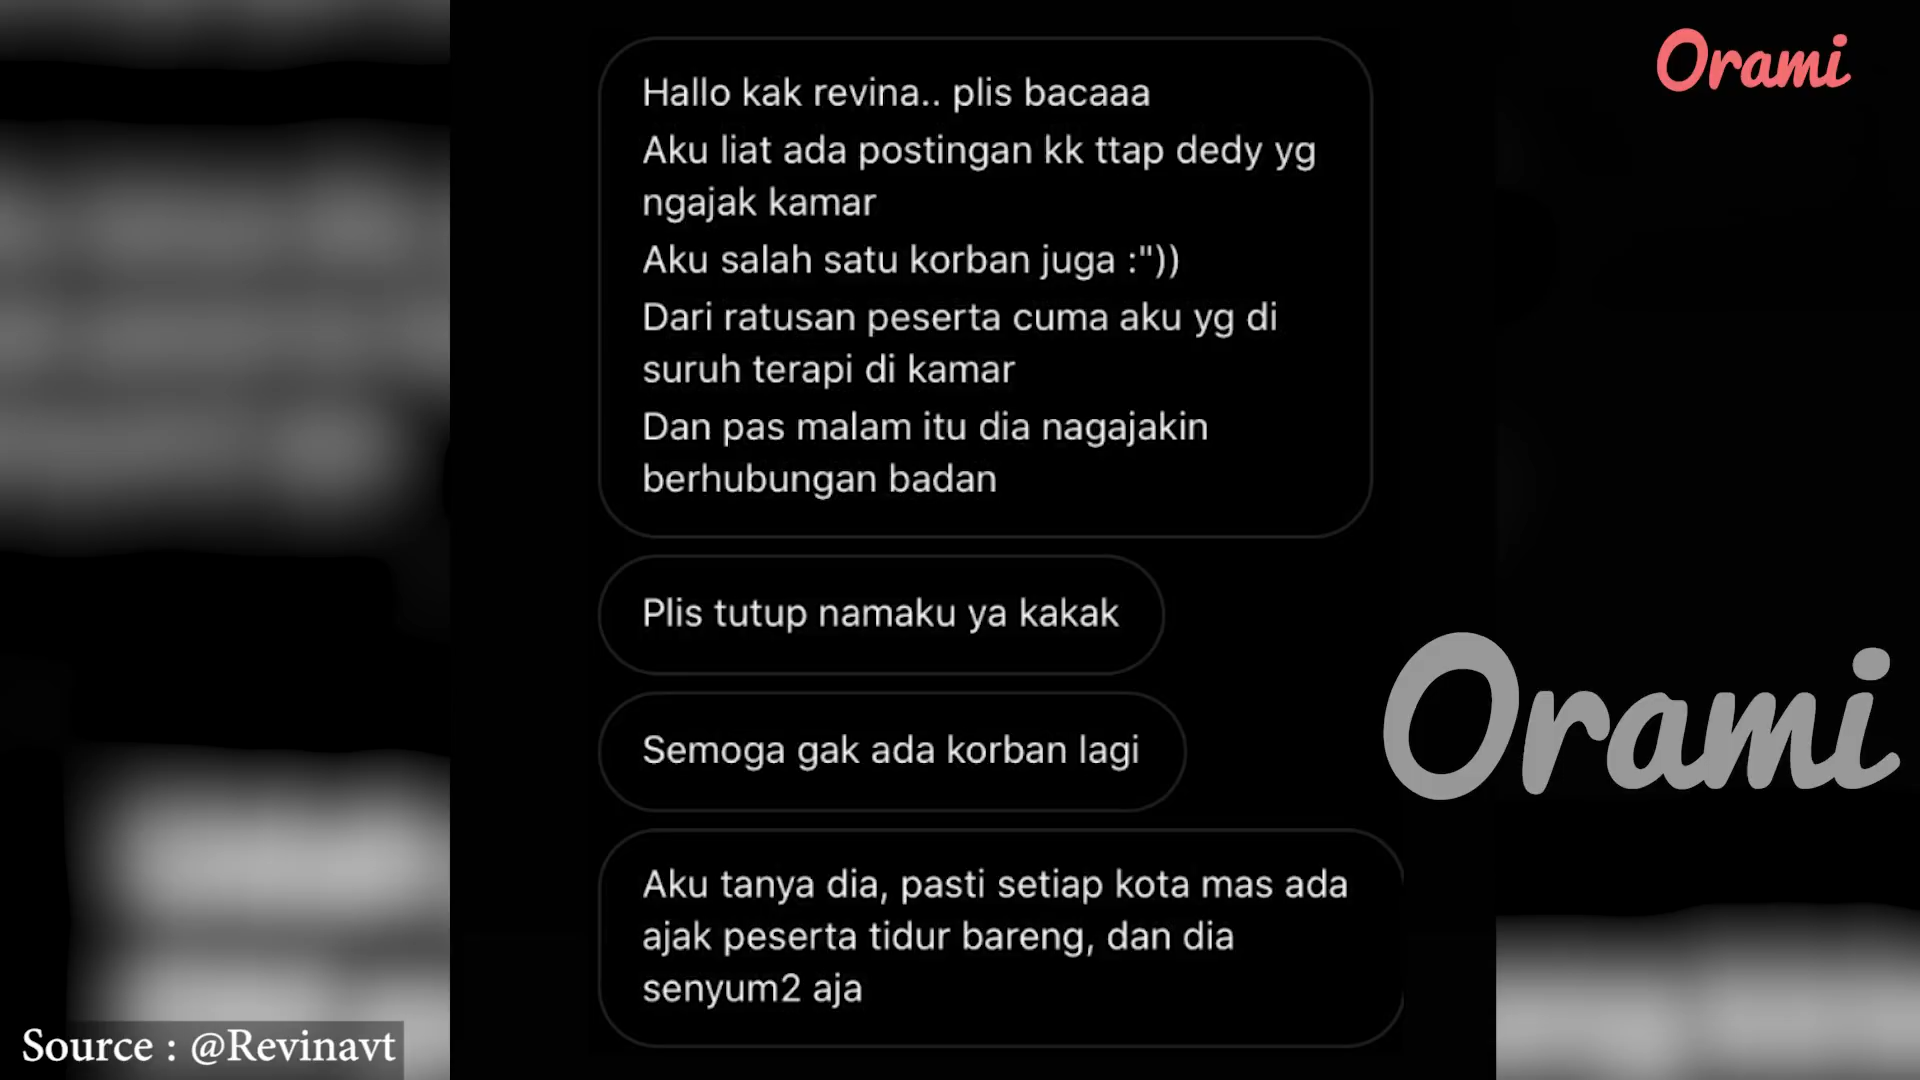 Orami
Hallo kak revina.. plis bacaaa
Aku liat ada postingan kk ttap dedy yg
ngajak kamar
Aku salah satu korban juga :"))
Dari ratusan peserta cuma aku yg di
suruh terapi di kamar
Dan pas malam itu dia nagajakin
berhubungan badan
Plis tutup namaku ya kakak
Semoga gak ada korban lagi
Orami
Aku tanya dia, pasti setiap kota mas ada
ajak peserta tidur bareng, dan dia
senyum2 aja
Source : @Revinavt